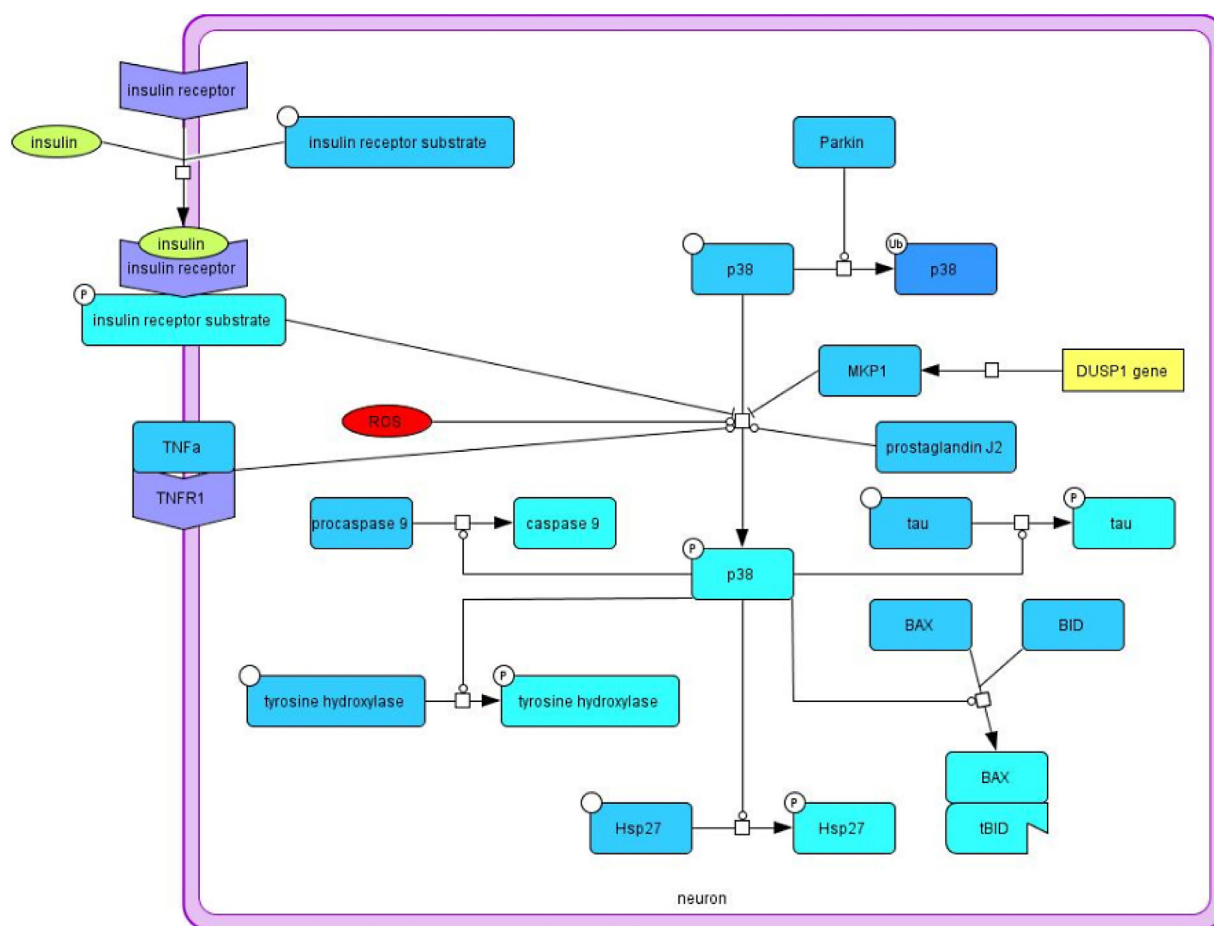 insulin receptor
insulin
insulin receptor substrate
Parkin
insulin
insulin receptor
P
insulin receptor substrate
p38
Ub
p38
MKP1
DUSP1 gene
ROS
TNFa
TNFR1
prostaglandin J2
procaspase 9
caspase 9
tau
P
tau
P
p38
BAX
BID
tyrosine hydroxylase
P
tyrosine hydroxylase
BAX
tBID
Hsp27
P
Hsp27
neuron